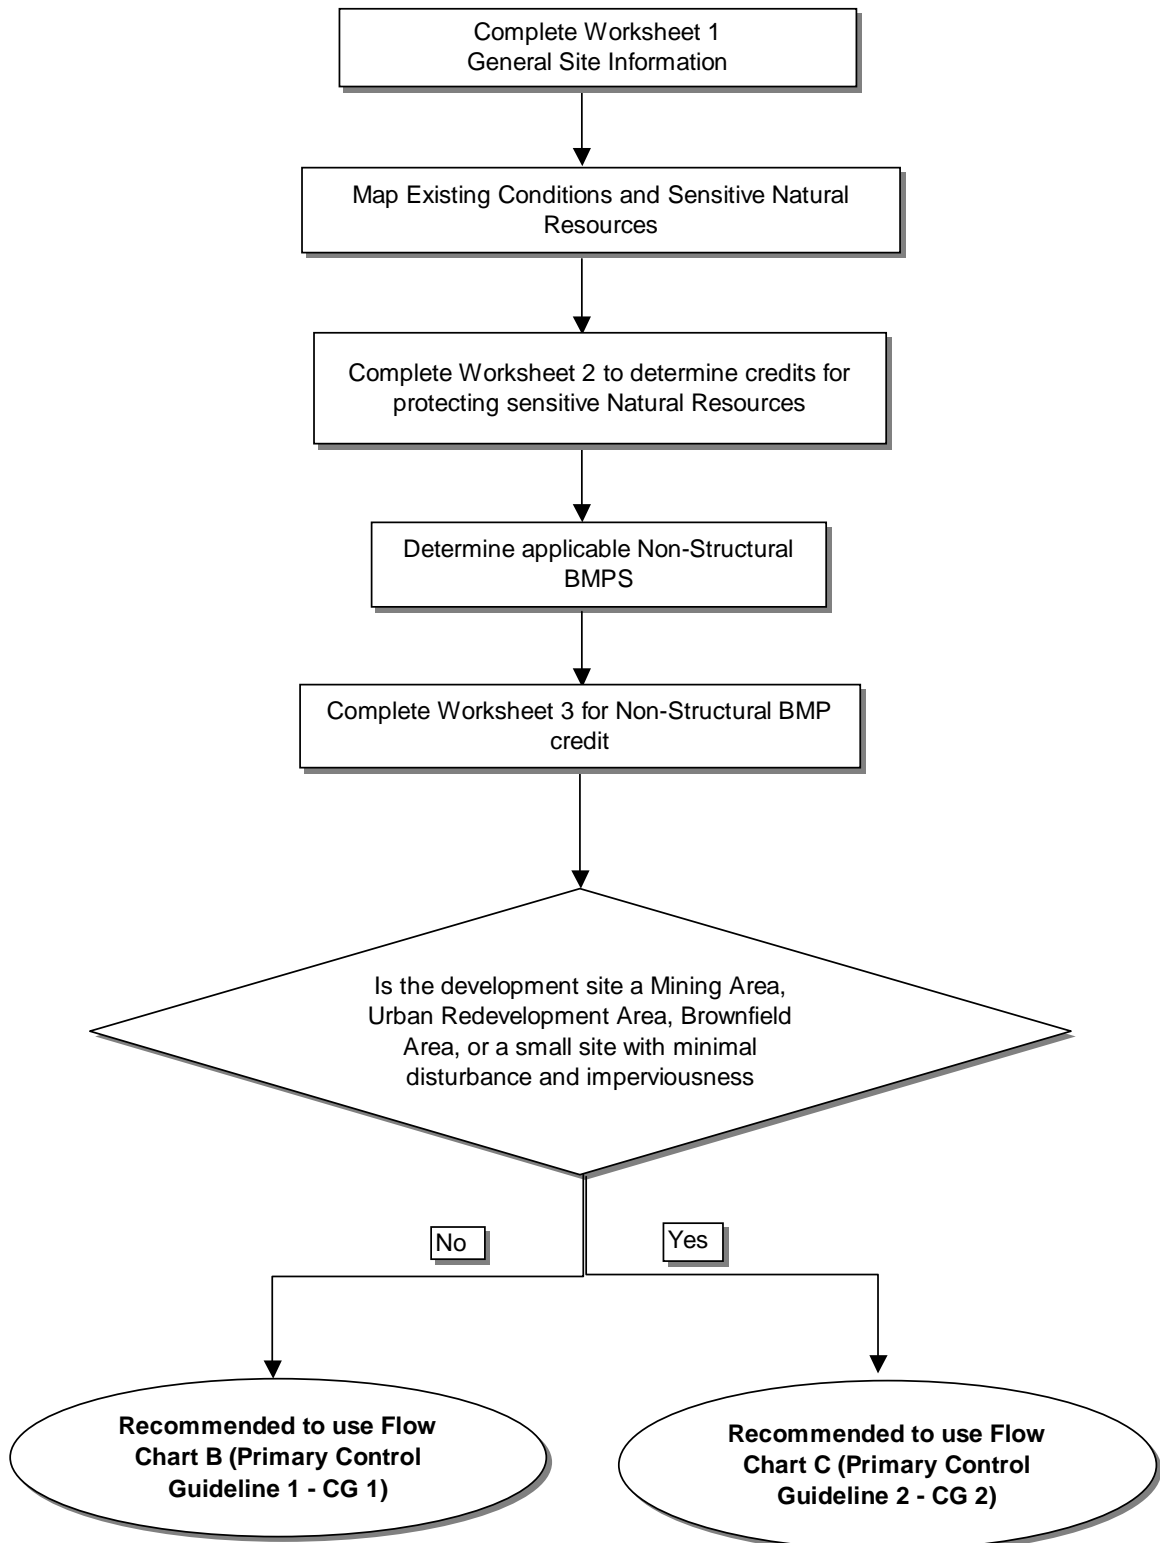 Complete Worksheet 1
General Site Information
Map Existing Conditions and Sensitive Natural
Resources
Complete Worksheet 2 to determine credits for
protecting sensitive Natural Resources
Determine applicable Non-Structural
BMPS
Complete Worksheet 3 for Non-Structural BMP
credit
Is the development site a Mining Area,
Urban Redevelopment Area, Brownfield
Area, or a small site with minimal
disturbance and imperviousness
No
Yes
Recommended to use Flow
Chart B (Primary Control
Guideline 1 - CG 1)
Recommended to use Flow
Chart C (Primary Control
Guideline 2 - CG 2)